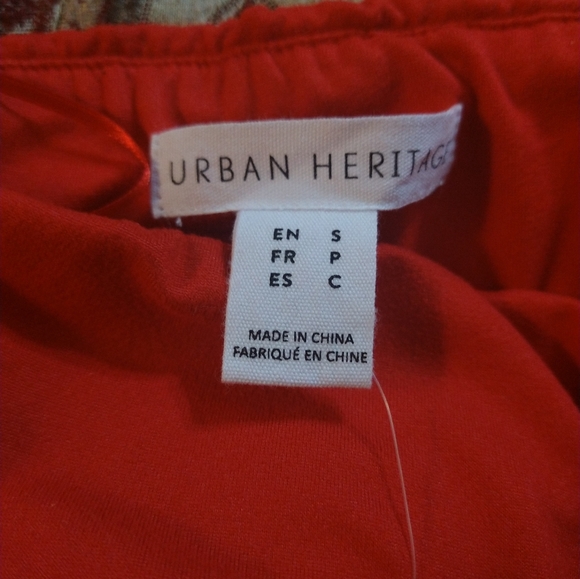 URBAN HERITAGE
EN S
FR P
ES C
MADE IN CHINA
FABRIQUÉ EN CHINE